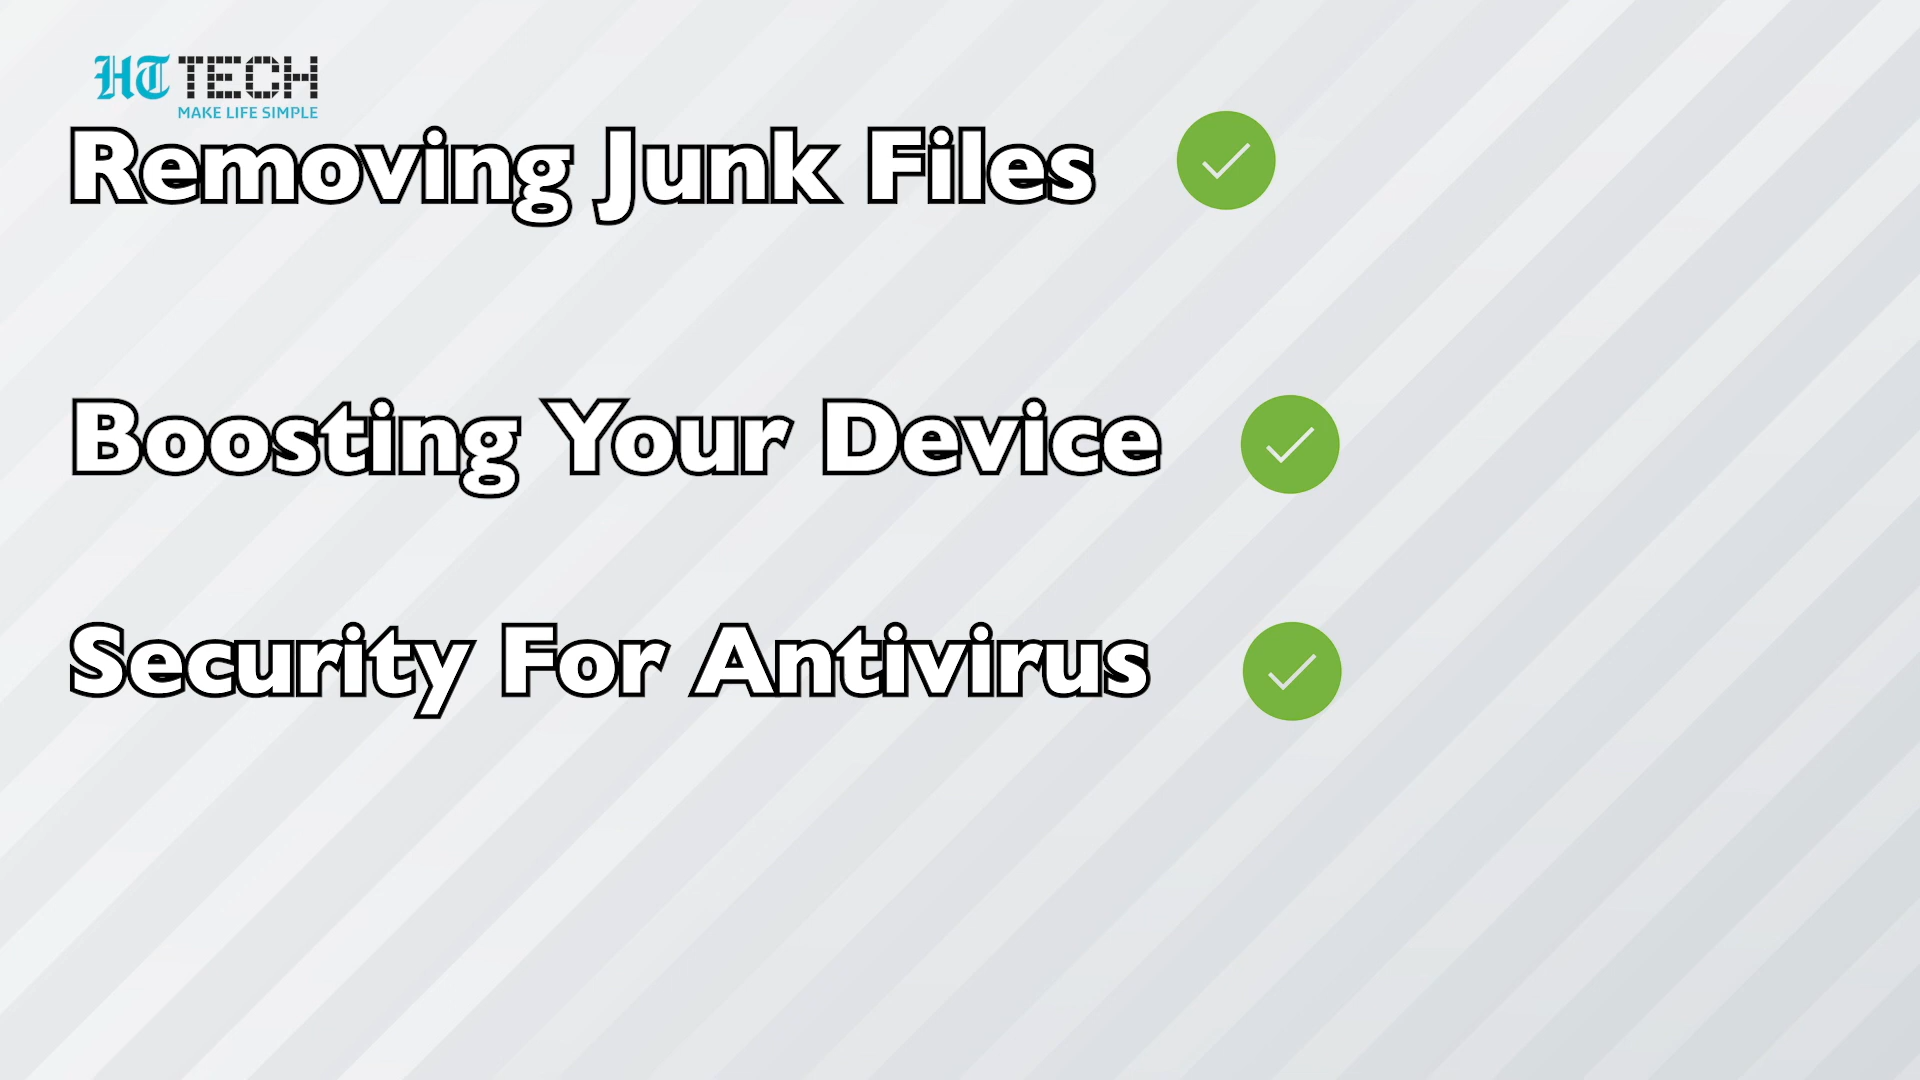 HT TECH
MAKE LIFE SIMPLE
Removing Junk Files
Boosting Your Device
Security For Antivirus